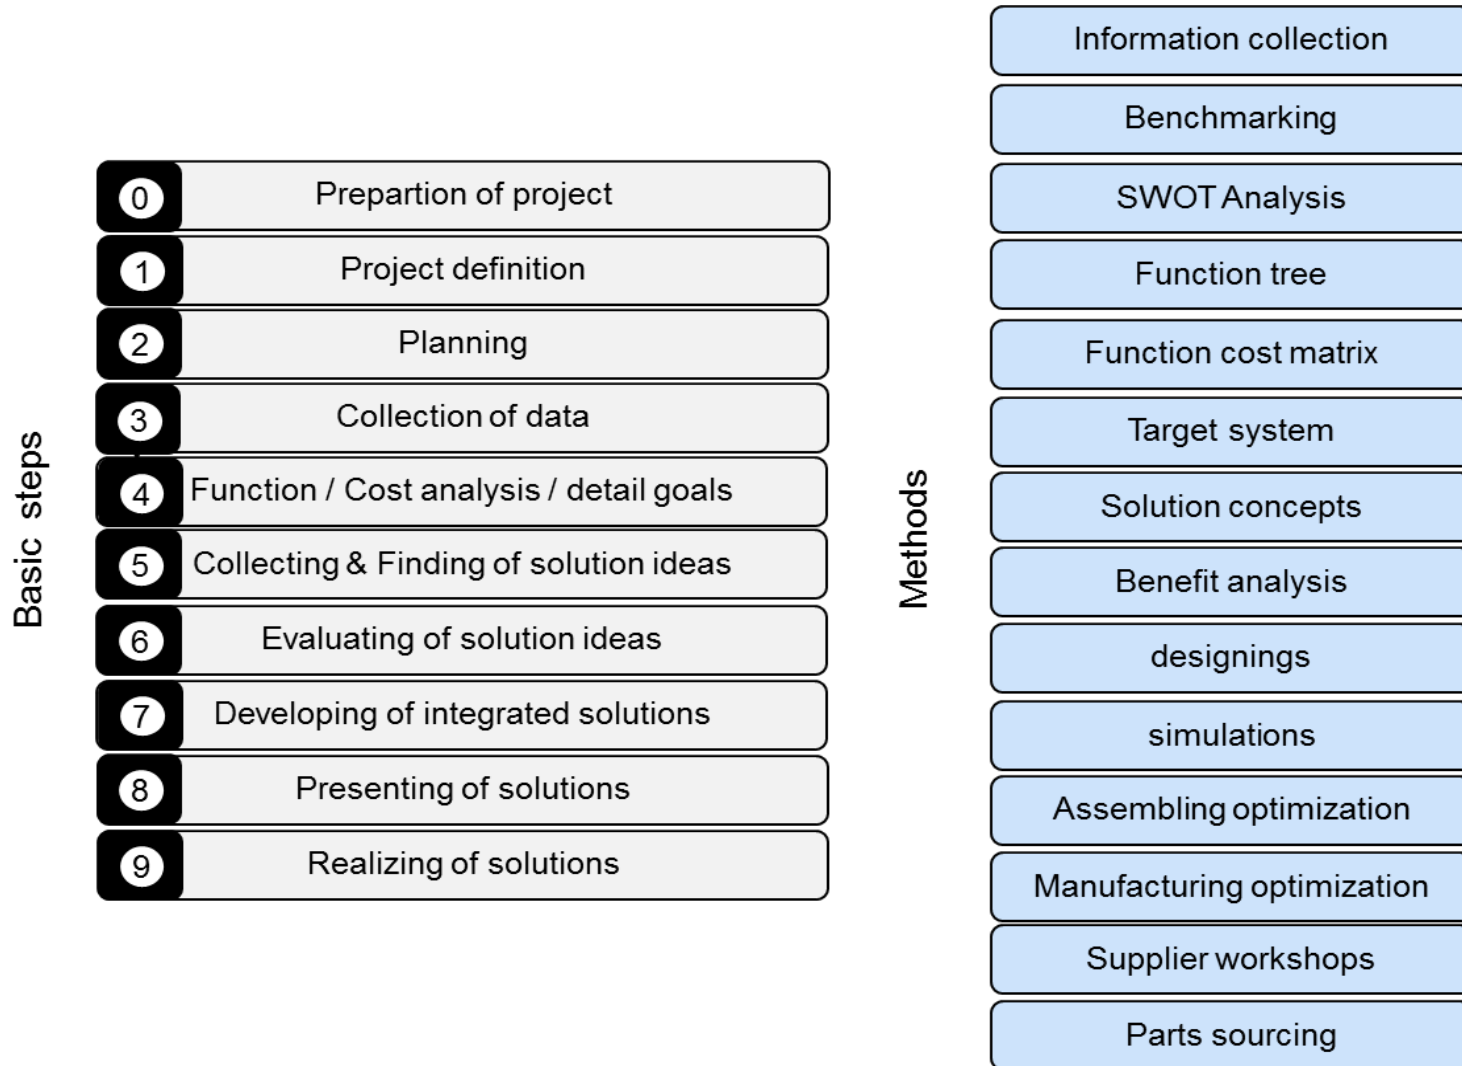 Basic steps
0 Prepartion of project
1 Project definition
2 Planning
3 Collection of data
4 Function / Cost analysis / detail goals
5 Collecting & Finding of solution ideas
6 Evaluating of solution ideas
7 Developing of integrated solutions
8 Presenting of solutions
9 Realizing of solutions
Methods
Information collection
Benchmarking
SWOT Analysis
Function tree
Function cost matrix
Target system
Solution concepts
Benefit analysis
designings
simulations
Assembling optimization
Manufacturing optimization
Supplier workshops
Parts sourcing